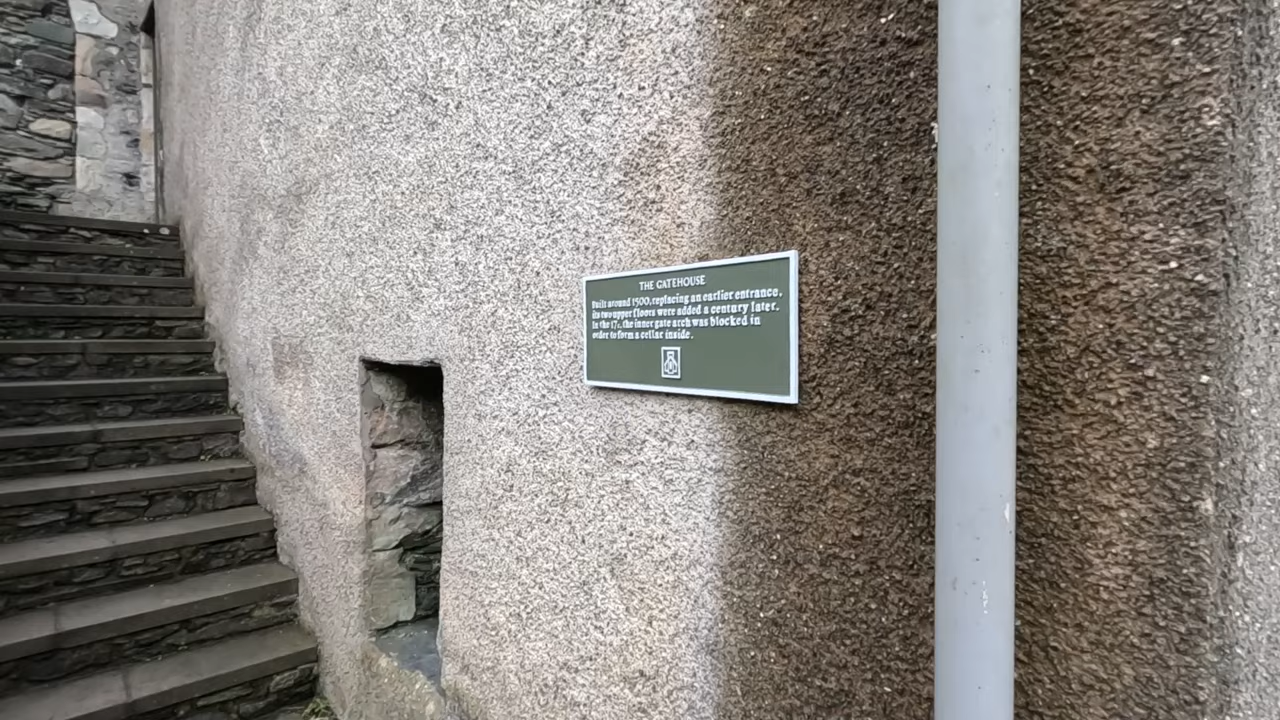 THE GATEHOUSE
Built around 1500, replacing an earlier entrance,
its two upper floors were added a century later.
In the 17c. the inner gate arch was blocked in
order to form a cellar inside.